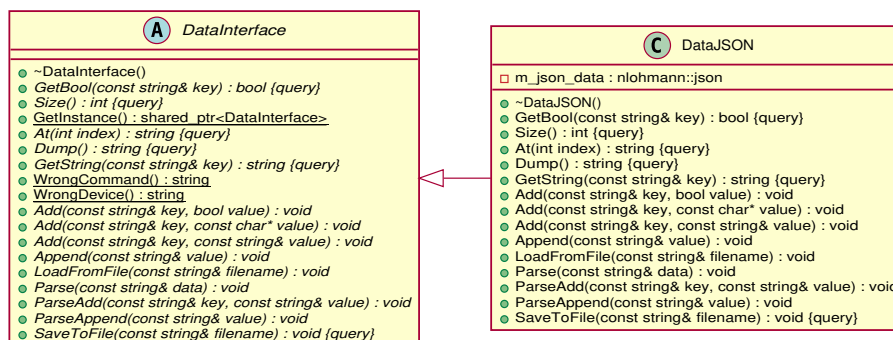 A DataInterface
~DataInterface()
GetBool(const string& key) : bool {query}
Size() : int {query}
GetInstance() : shared_ptr<DataInterface>
At(int index) : string {query}
Dump() : string {query}
GetString(const string& key) : string {query}
WrongCommand() : string
WrongDevice() : string
Add(const string& key, bool value) : void
Add(const string& key, const char* value) : void
Add(const string& key, const string& value) : void
Append(const string& value) : void
LoadFromFile(const string& filename) : void
Parse(const string& data) : void
ParseAdd(const string& key, const string& value) : void
ParseAppend(const string& value) : void
SaveToFile(const string& filename) : void {query}
C DataJSON
m_json_data : nlohmann::json
~DataJSON()
GetBool(const string& key) : bool {query}
Size() : int {query}
At(int index) : string {query}
Dump() : string {query}
GetString(const string& key) : string {query}
Add(const string& key, bool value) : void
Add(const string& key, const char* value) : void
Add(const string& key, const string& value) : void
Append(const string& value) : void
LoadFromFile(const string& filename) : void
Parse(const string& data) : void
ParseAdd(const string& key, const string& value) : void
ParseAppend(const string& value) : void
SaveToFile(const string& filename) : void {query}